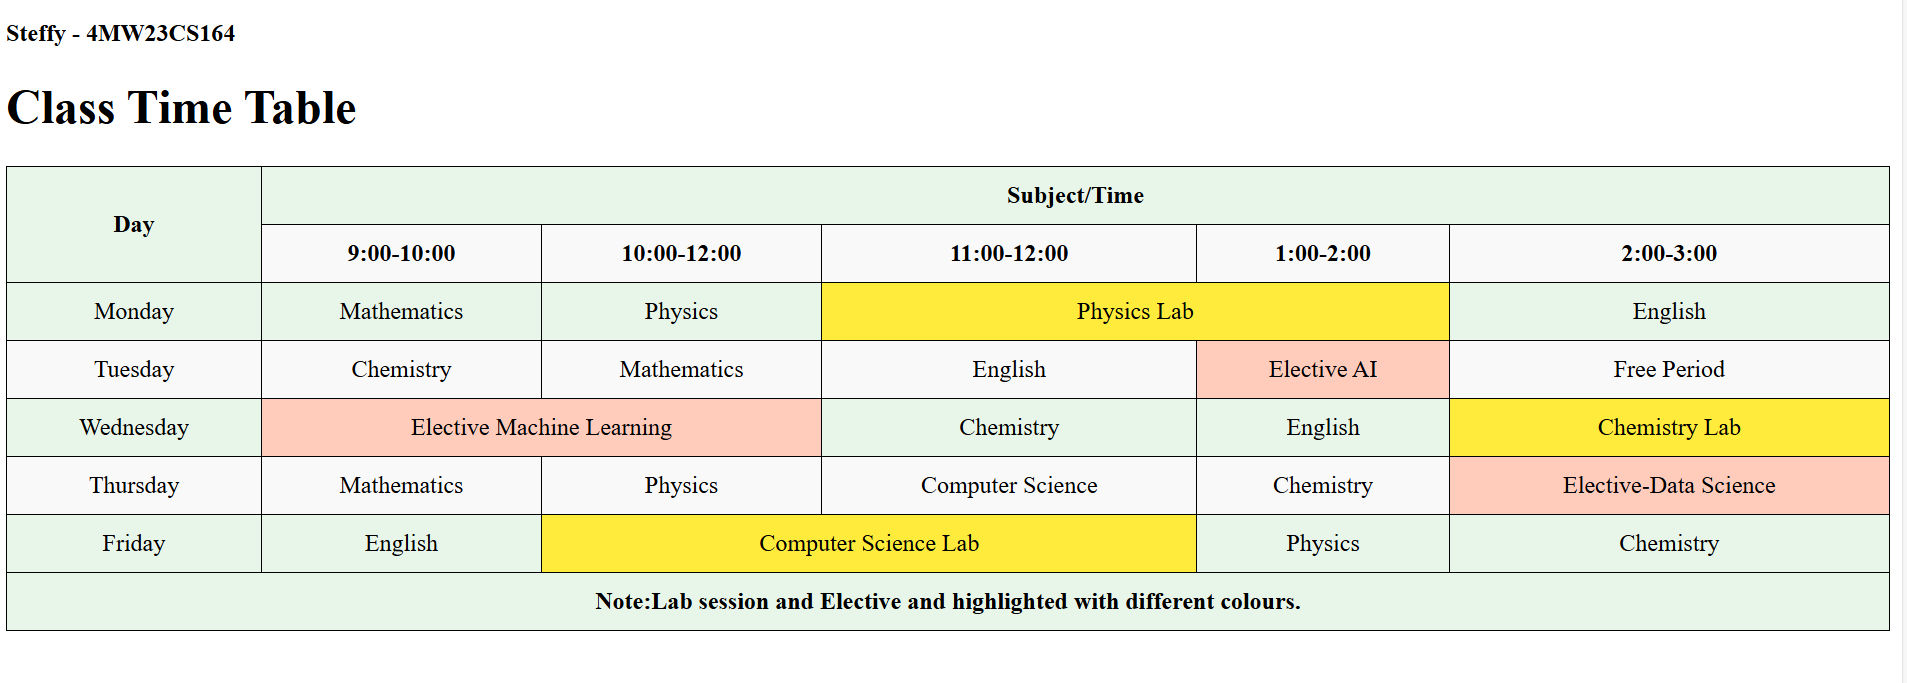 Steffy - 4MW23CS164
Class Time Table
Day Subject/Time
9:00-10:00 10:00-12:00 11:00-12:00 1:00-2:00 2:00-3:00
Monday Mathematics Physics Physics Lab English
Tuesday Chemistry Mathematics English Elective AI Free Period
Wednesday Elective Machine Learning Chemistry English Chemistry Lab
Thursday Mathematics Physics Computer Science Chemistry Elective-Data Science
Friday English Computer Science Lab Physics Chemistry
Note:Lab session and Elective and highlighted with different colours.